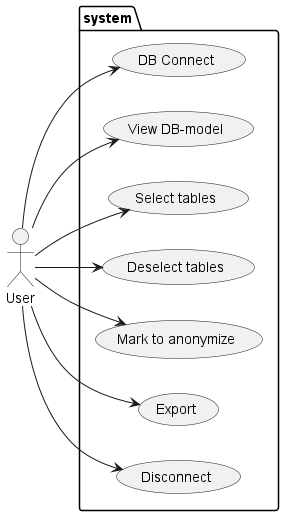 system
DB Connect
View DB-model
Select tables
Deselect tables
User
Mark to anonymize
Export
Disconnect